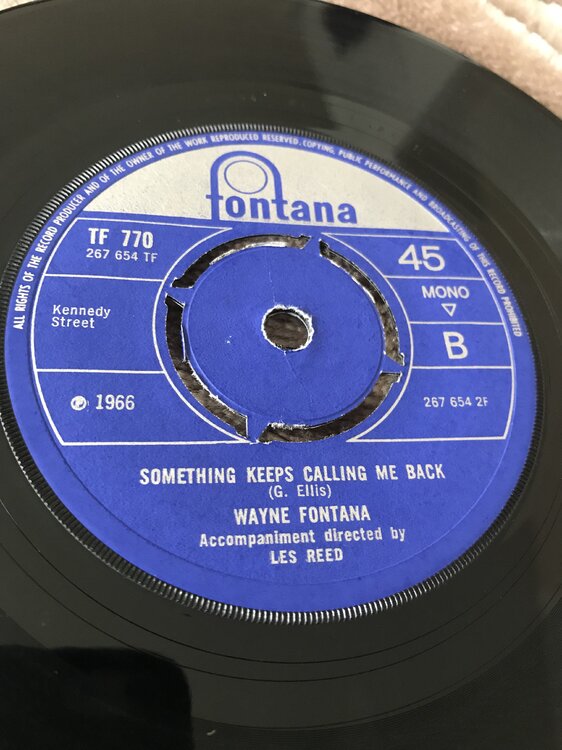 ALL RIGHTS OF THE RECORD PRODUCER AND OF THE OWNER OF THE WORK REPRODUCED RESERVED. COPYING, PUBLIC PERFORMANCE AND BROADCASTING OF THIS RECORD PROHIBITED
fontana
TF 770
267 654 TF
45
MONO
B
Kennedy
Street
℗ 1966
267 654 2F
SOMETHING KEEPS CALLING ME BACK
(G. Ellis)
WAYNE FONTANA
Accompaniment directed by
LES REED